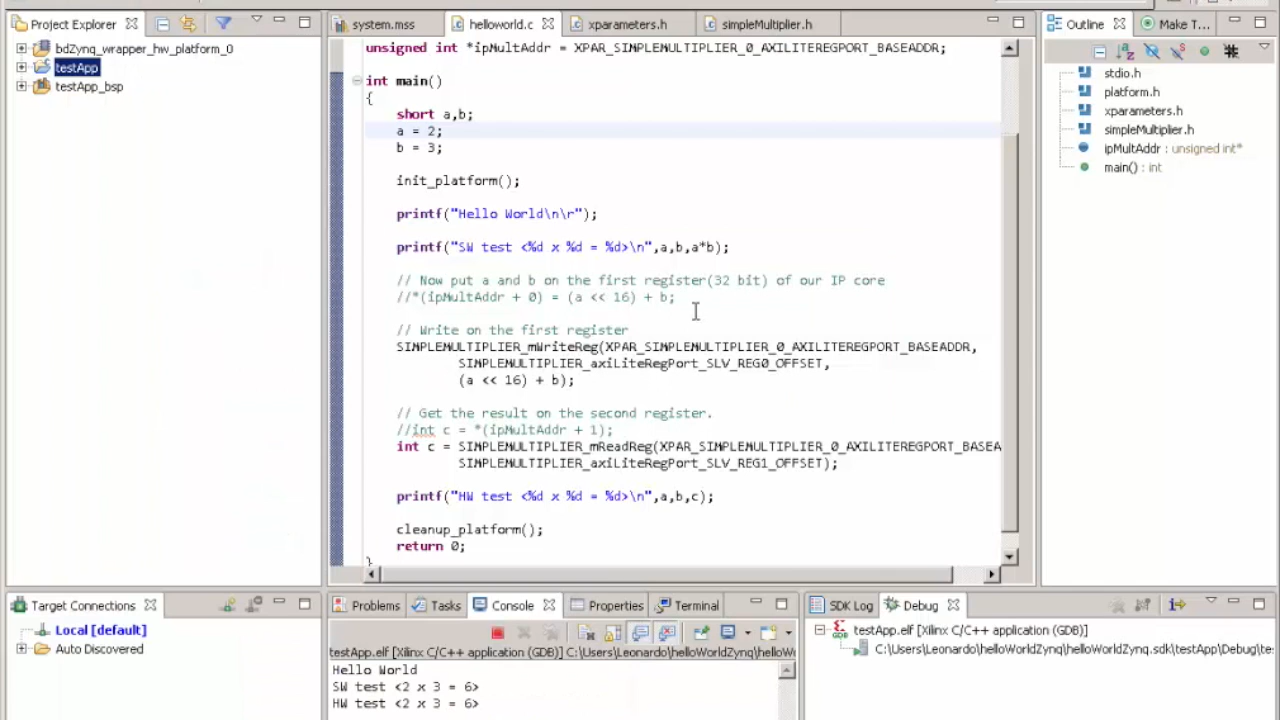 Project Explorer
system.mss
helloworld.c
xparameters.h
simpleMultiplier.h
Outline
Make T...
bdZynq_wrapper_hw_platform_0
testApp
testApp_bsp
unsigned int *ipMultAddr = XPAR_SIMPLEMULTIPLIER_0_AXILITEREGPORT_BASEADDR;
int main()
{
short a,b;
a = 2;
b = 3;
init_platform();
printf("Hello World\n\r");
printf("SW test <%d x %d = %d>\n",a,b,a*b);
// Now put a and b on the first register(32 bit) of our IP core
//*(ipMultAddr + 0) = (a << 16) + b;
// Write on the first register
SIMPLEMULTIPLIER_mWriteReg(XPAR_SIMPLEMULTIPLIER_0_AXILITEREGPORT_BASEADDR,
SIMPLEMULTIPLIER_axiLiteRegPort_SLV_REG0_OFFSET,
(a << 16) + b);
// Get the result on the second register.
//int c = *(ipMultAddr + 1);
int c = SIMPLEMULTIPLIER_mReadReg(XPAR_SIMPLEMULTIPLIER_0_AXILITEREGPORT_BASEA
SIMPLEMULTIPLIER_axiLiteRegPort_SLV_REG1_OFFSET);
printf("HW test <%d x %d = %d>\n",a,b,c);
cleanup_platform();
return 0;
}
stdio.h
platform.h
xparameters.h
simpleMultiplier.h
ipMultAddr : unsigned int*
main() : int
Target Connections
Local [default]
Auto Discovered
Problems
Tasks
Console
Properties
Terminal
testApp.elf [Xilinx C/C++ application (GDB)] C:\Users\Leonardo\helloWorldZynq\helloWo
Hello World
SW test <2 x 3 = 6>
HW test <2 x 3 = 6>
SDK Log
Debug
testApp.elf [Xilinx C/C++ application (GDB)]
C:\Users\Leonardo\helloWorldZynq\helloWorldZynq.sdk\testApp\Debug\te